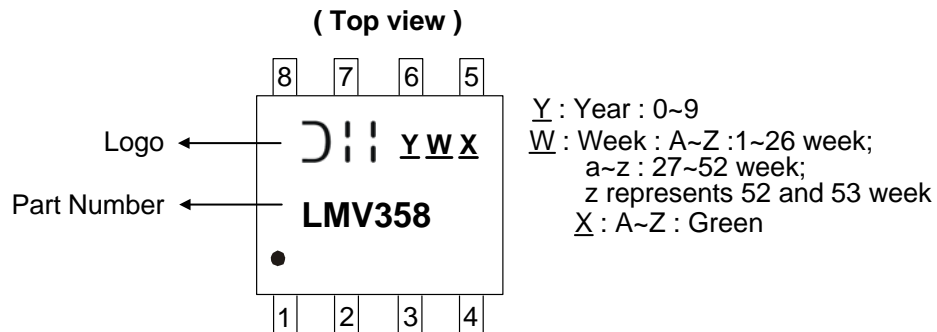 ( Top view )
8 7 6 5
Logo
Y W X
Part Number
LMV358
1 2 3 4
Y : Year : 0~9
W : Week : A~Z :1~26 week;
a~z : 27~52 week;
z represents 52 and 53 week
X : A~Z : Green